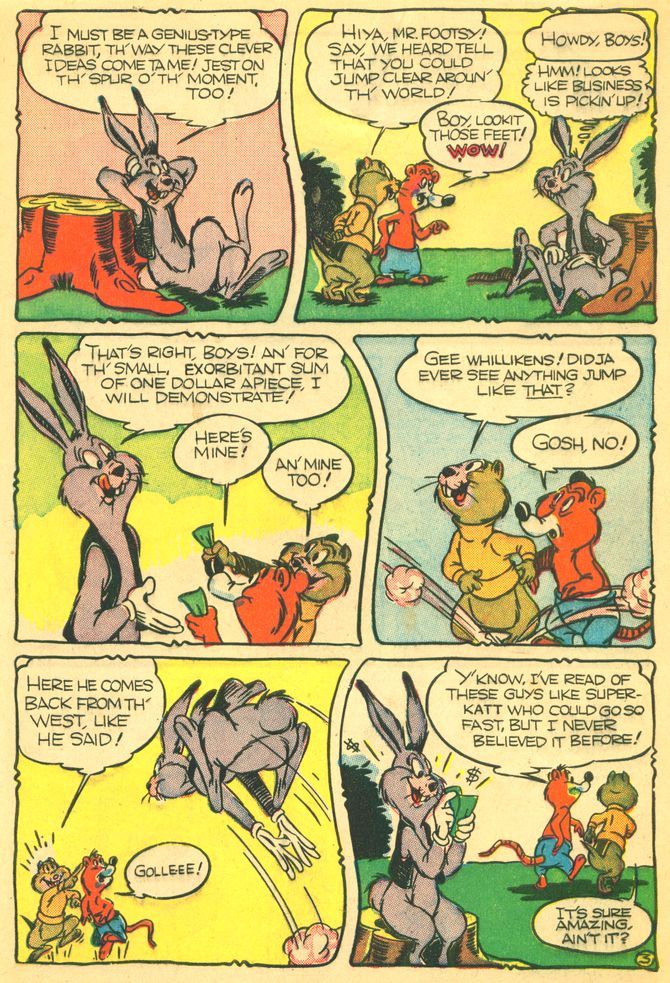 I MUST BE A GENIUS-TYPE
RABBIT, TH' WAY THESE CLEVER
IDEAS COME TA ME! JEST ON
TH' SPUR O' TH' MOMENT,
TOO!
HIYA, MR. FOOTSY!
SAY, WE HEARD TELL
THAT YOU COULD
JUMP CLEAR AROUN'
TH' WORLD!
BOY, LOOKIT
THOSE FEET!
WOW!
HOWDY, BOYS!
HMM! LOOKS
LIKE BUSINESS
IS PICKIN' UP!
THAT'S RIGHT, BOYS! AN' FOR
TH' SMALL, EXORBITANT SUM
OF ONE DOLLAR APIECE, I
WILL DEMONSTRATE!
HERE'S
MINE!
AN' MINE
TOO!
GEE WHILLIKENS! DIDJA
EVER SEE ANYTHING JUMP
LIKE THAT?
GOSH, NO!
HERE HE COMES
BACK FROM TH'
WEST, LIKE
HE SAID!
GOLLEEE!
Y'KNOW, I'VE READ OF
THESE GUYS LIKE SUPER-
KATT WHO COULD GO SO
FAST, BUT I NEVER
BELIEVED IT BEFORE!
$ $
IT'S SURE
AMAZING,
AIN'T IT?
3